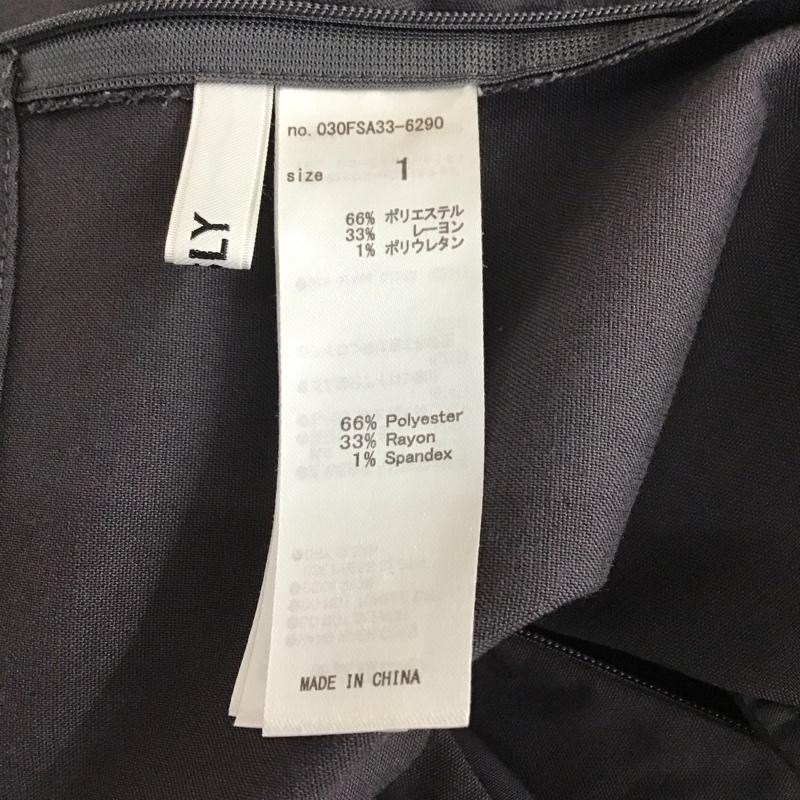 no. 030FSA33-6290
size 1
66% ポリエステル
33% レーヨン
1% ポリウレタン
66% Polyester
33% Rayon
1% Spandex
MADE IN CHINA
SLY